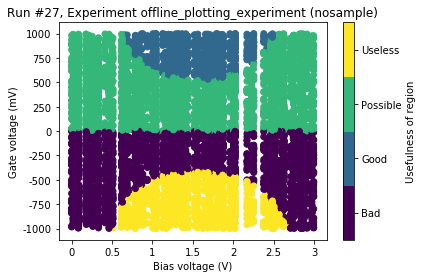 Run #27, Experiment offline_plotting_experiment (nosample)
1000
750
500
250
0
-250
-500
-750
-1000
Gate voltage (mV)
0
0.5
1
1.5
2
2.5
3
Bias voltage (V)
Useless
Possible
Good
Bad
Usefulness of region